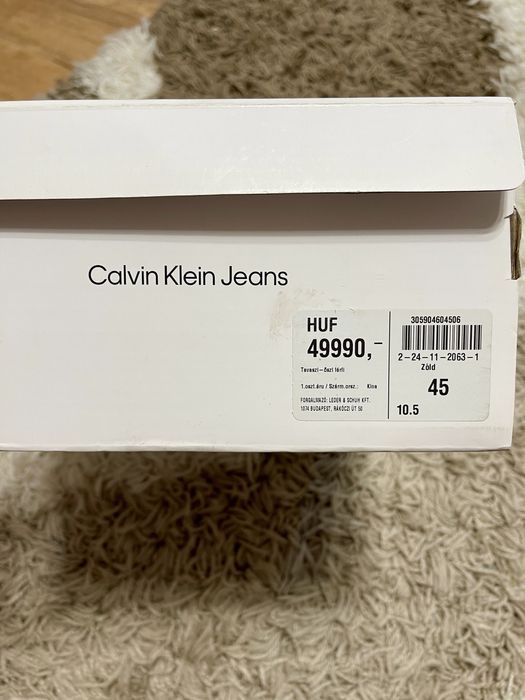 Calvin Klein Jeans
HUF
49990,-
Tavaszi-őszi férfi
1.oszt.áru / Szárm.orsz.: Kína
FORGALMAZÓ: LEDER & SCHUH KFT.
1074 BUDAPEST, RÁKÓCZI ÚT 50
305904604506
2-24-11-2063-1
Zöld
45
10.5